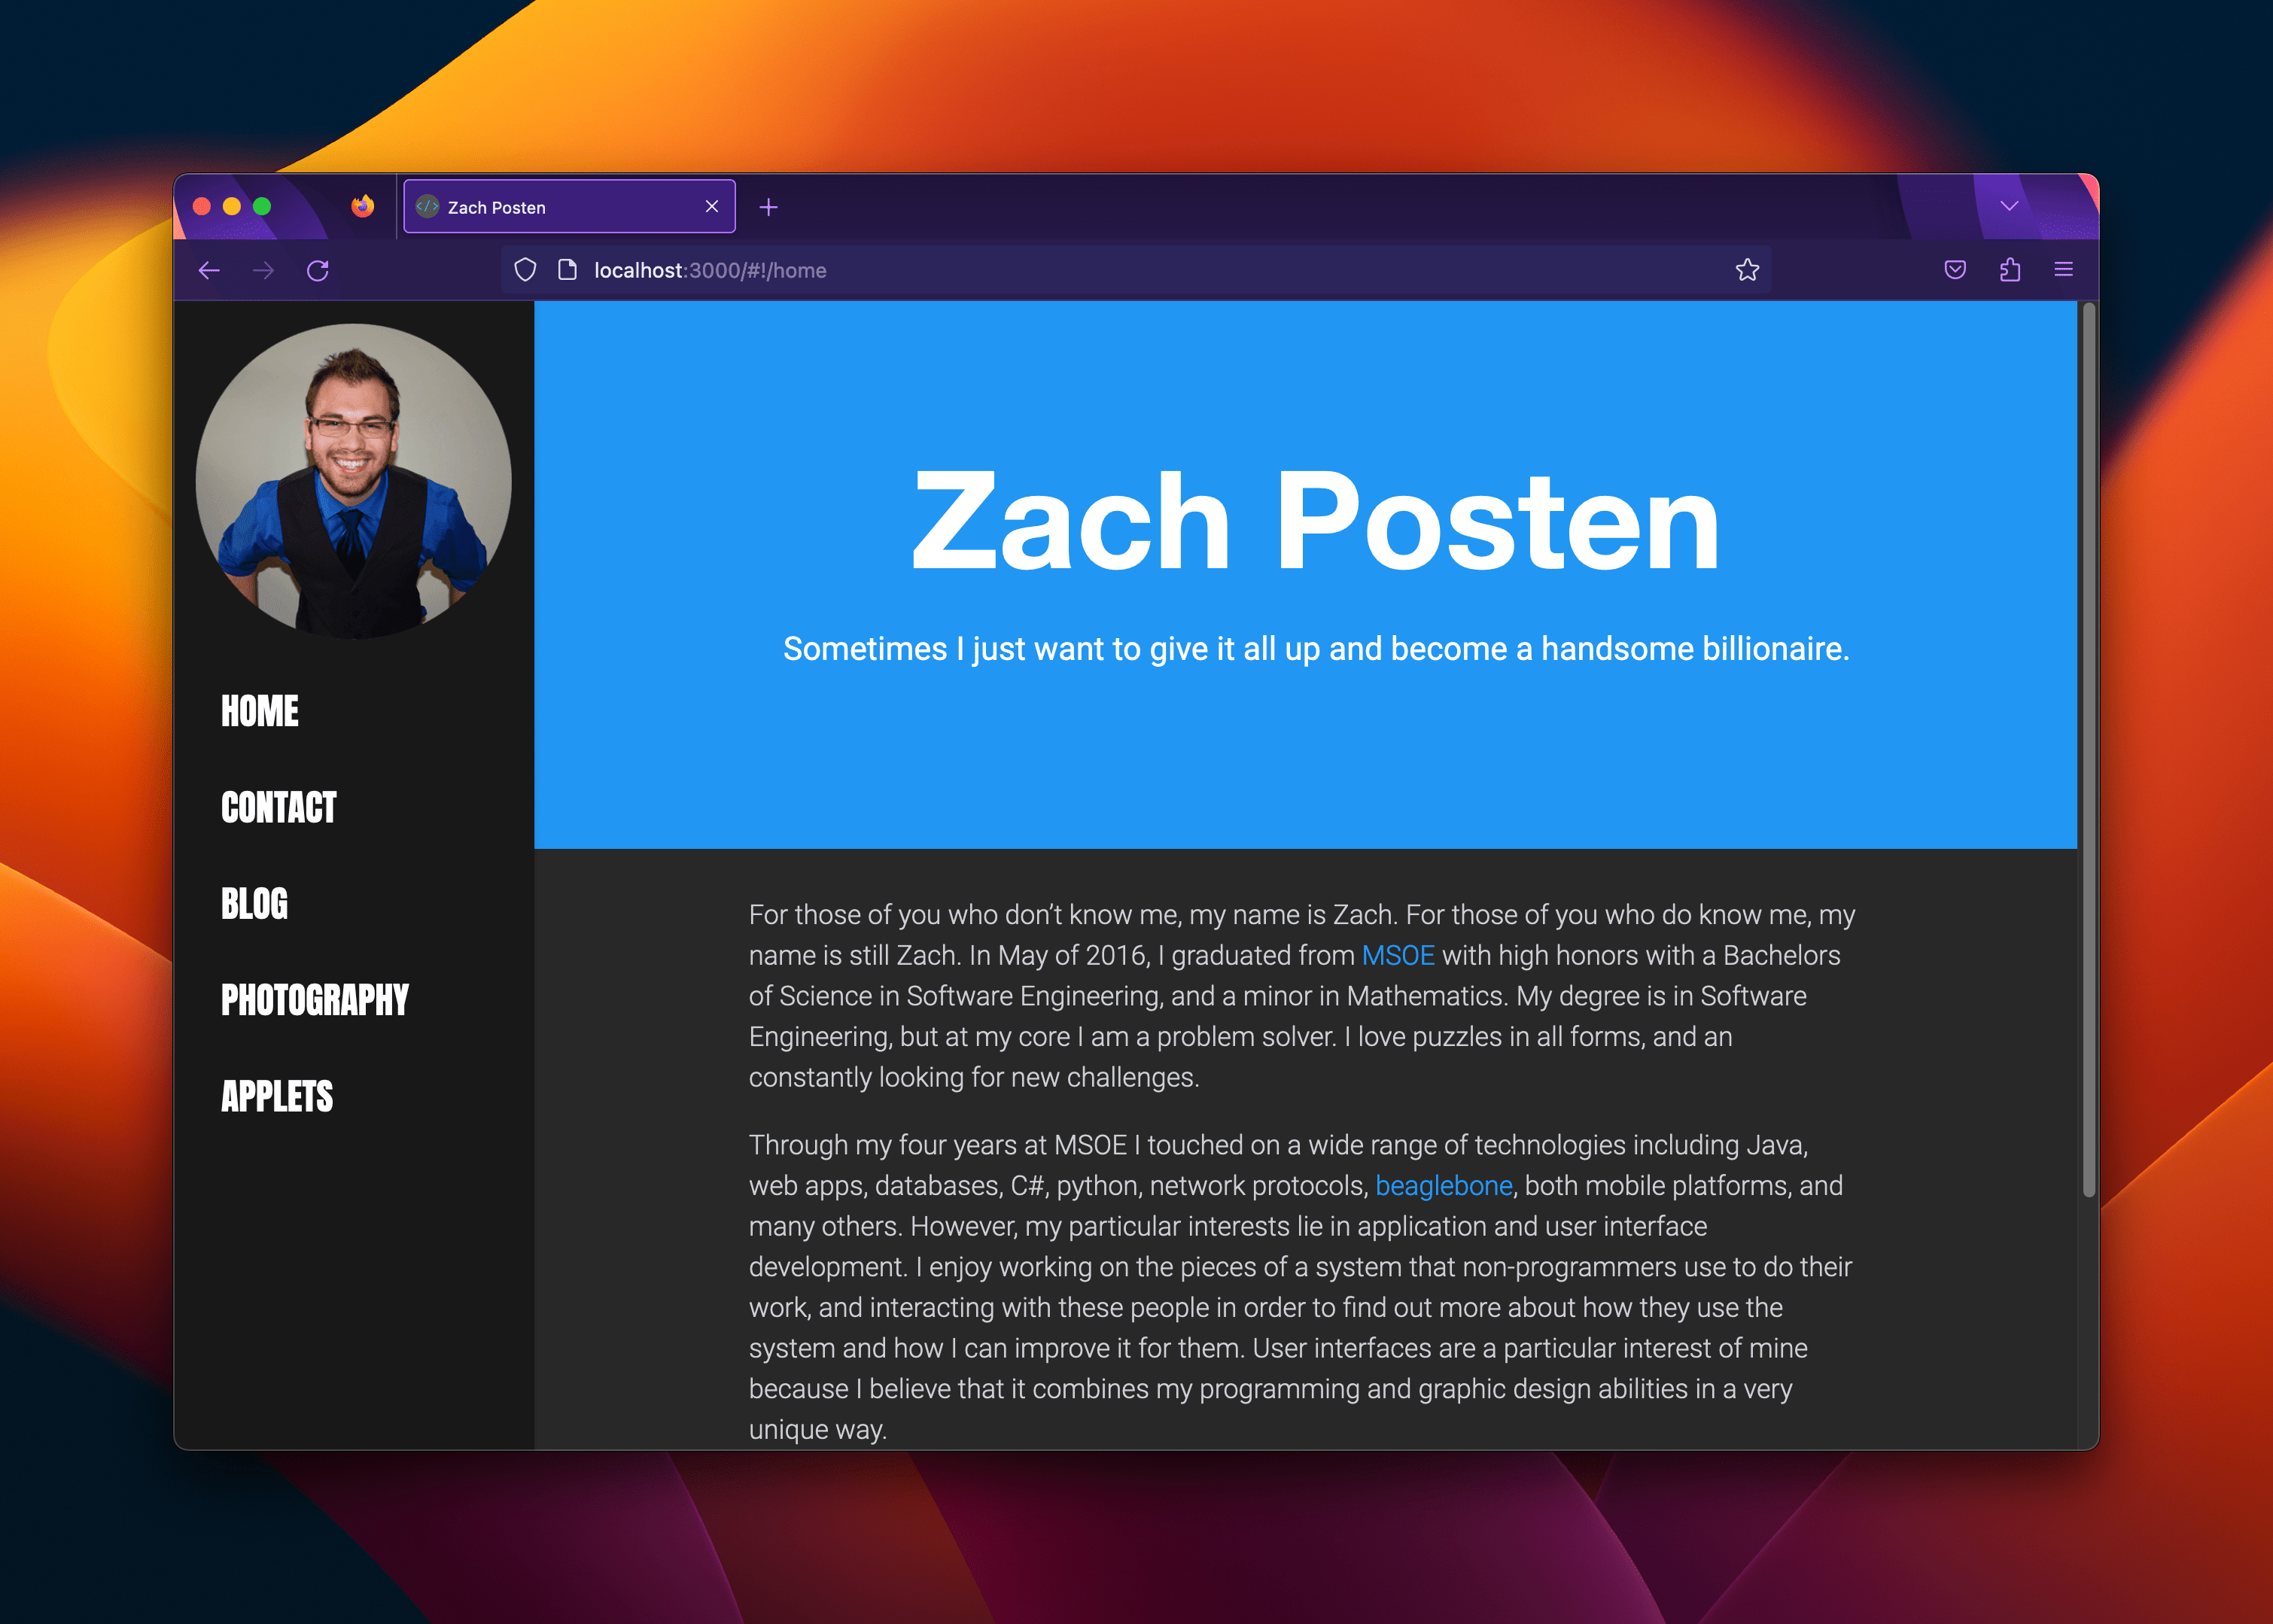 Zach Posten
localhost:3000/#!/home
HOME
CONTACT
BLOG
PHOTOGRAPHY
APPLETS
Zach Posten
Sometimes I just want to give it all up and become a handsome billionaire.
For those of you who don’t know me, my name is Zach. For those of you who do know me, my
name is still Zach. In May of 2016, I graduated from MSOE with high honors with a Bachelors
of Science in Software Engineering, and a minor in Mathematics. My degree is in Software
Engineering, but at my core I am a problem solver. I love puzzles in all forms, and an
constantly looking for new challenges.
Through my four years at MSOE I touched on a wide range of technologies including Java,
web apps, databases, C#, python, network protocols, beaglebone, both mobile platforms, and
many others. However, my particular interests lie in application and user interface
development. I enjoy working on the pieces of a system that non-programmers use to do their
work, and interacting with these people in order to find out more about how they use the
system and how I can improve it for them. User interfaces are a particular interest of mine
because I believe that it combines my programming and graphic design abilities in a very
unique way.